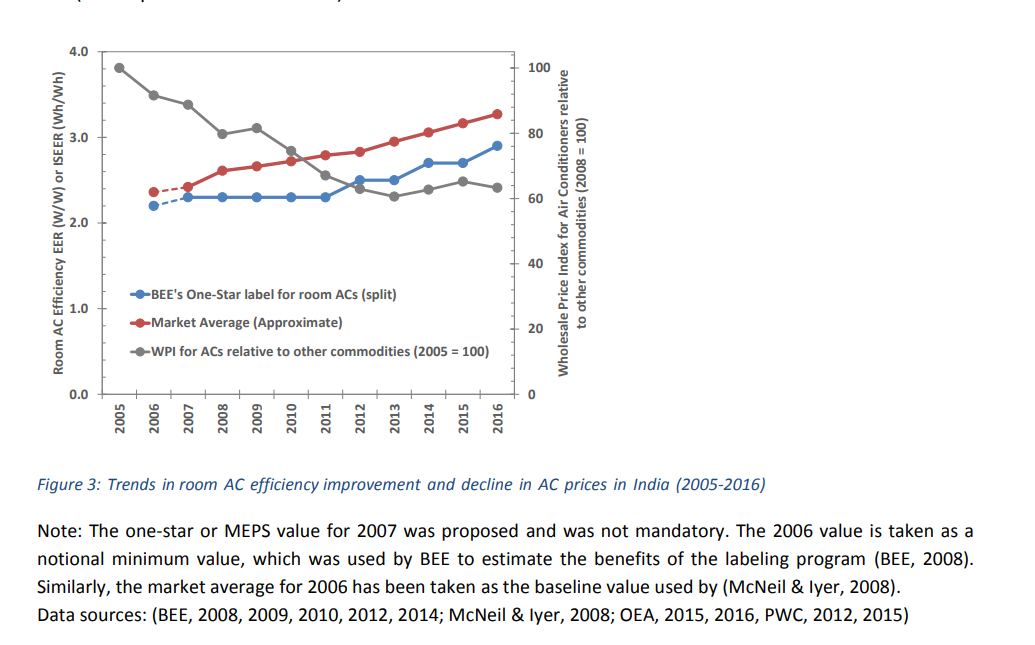 4.0
3.0
2.0
1.0
0.0
Room AC Efficiency EER (W/W) or ISEER (Wh/Wh)
100
80
60
40
20
0
Wholesale Price Index for Air Conditioners relative
to other commodities (2008 = 100)
BEE's One-Star label for room ACs (split)
Market Average (Approximate)
WPI for ACs relative to other commodities (2005 = 100)
2005 2006 2007 2008 2009 2010 2011 2012 2013 2014 2015 2016
Figure 3: Trends in room AC efficiency improvement and decline in AC prices in India (2005-2016)
Note: The one-star or MEPS value for 2007 was proposed and was not mandatory. The 2006 value is taken as a
notional minimum value, which was used by BEE to estimate the benefits of the labeling program (BEE, 2008).
Similarly, the market average for 2006 has been taken as the baseline value used by (McNeil & Iyer, 2008).
Data sources: (BEE, 2008, 2009, 2010, 2012, 2014; McNeil & Iyer, 2008; OEA, 2015, 2016, PWC, 2012, 2015)